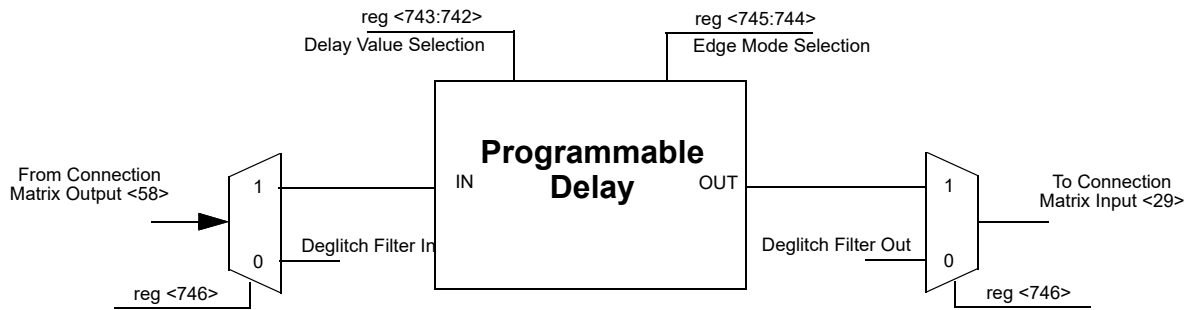 reg <743:742>
Delay Value Selection
reg <745:744>
Edge Mode Selection
Programmable
Delay
IN
OUT
From Connection
Matrix Output <58>
1
0
Deglitch Filter In
reg <746>
Deglitch Filter Out
1
0
To Connection
Matrix Input <29>
reg <746>